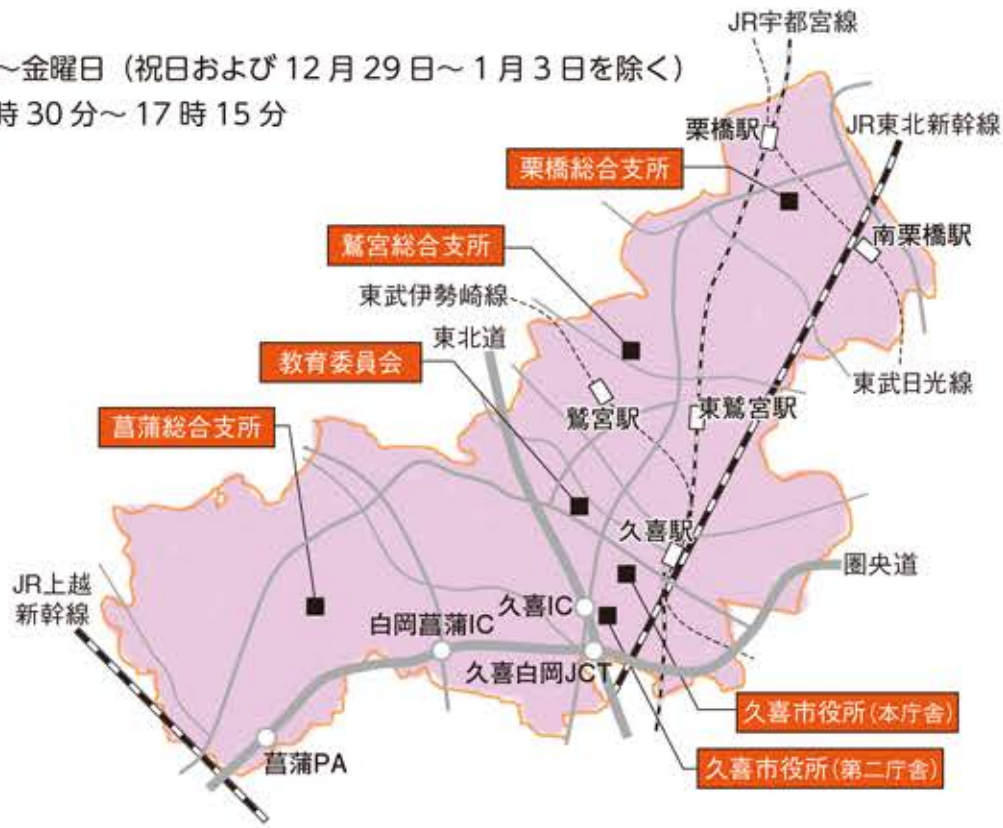 JR宇都宮線
～金曜日（祝日および 12 月 29 日～ 1 月 3 日を除く）
時 30 分～ 17 時 15 分
栗橋駅
JR東北新幹線
栗橋総合支所
南栗橋駅
鷲宮総合支所
東武伊勢崎線
東北道
教育委員会
東武日光線
鷲宮駅
東鷲宮駅
菖蒲総合支所
久喜駅
圏央道
JR上越
新幹線
久喜IC
白岡菖蒲IC
久喜白岡JCT
久喜市役所(本庁舎)
菖蒲PA
久喜市役所(第二庁舎)